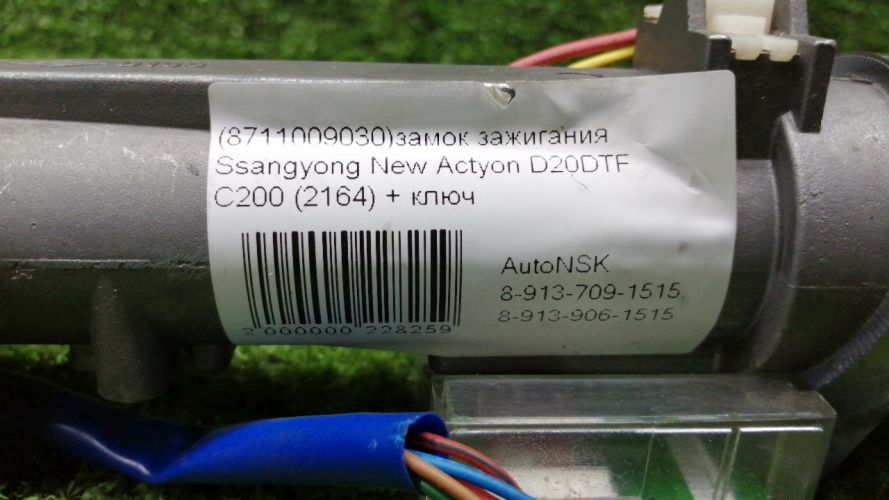 (8711009030)замок зажигания
Ssangyong New Actyon D20DTF
C200 (2164) + ключ
2 000000 228259
AutoNSK
8-913-709-1515
8-913-906-1515